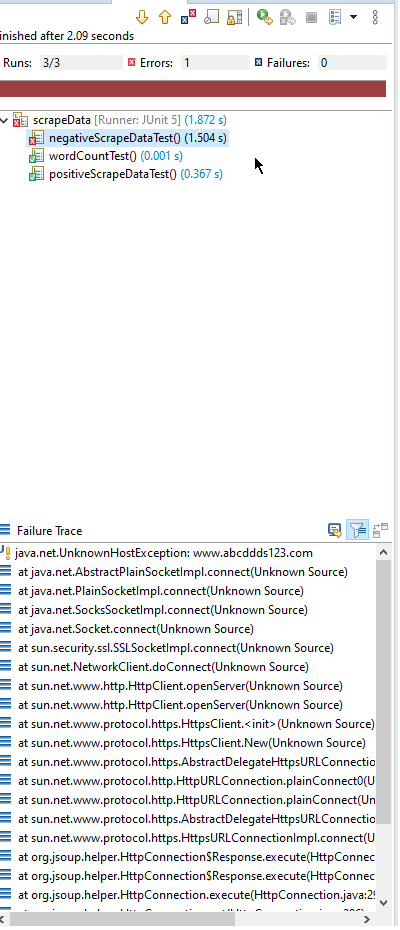 inished after 2.09 seconds
Runs: 3/3 Errors: 1 Failures: 0
scrapeData [Runner: JUnit 5] (1.872 s)
negativeScrapeDataTest() (1.504 s)
wordCountTest() (0.001 s)
positiveScrapeDataTest() (0.367 s)
Failure Trace
java.net.UnknownHostException: www.abcddds123.com
at java.net.AbstractPlainSocketImpl.connect(Unknown Source)
at java.net.PlainSocketImpl.connect(Unknown Source)
at java.net.SocksSocketImpl.connect(Unknown Source)
at java.net.Socket.connect(Unknown Source)
at sun.security.ssl.SSLSocketImpl.connect(Unknown Source)
at sun.net.NetworkClient.doConnect(Unknown Source)
at sun.net.www.http.HttpClient.openServer(Unknown Source)
at sun.net.www.http.HttpClient.openServer(Unknown Source)
at sun.net.www.protocol.https.HttpsClient.<init>(Unknown Source)
at sun.net.www.protocol.https.HttpsClient.New(Unknown Source)
at sun.net.www.protocol.https.AbstractDelegateHttpsURLConnectio
at sun.net.www.protocol.http.HttpURLConnection.plainConnect0(U
at sun.net.www.protocol.http.HttpURLConnection.plainConnect(Un
at sun.net.www.protocol.https.AbstractDelegateHttpsURLConnectio
at sun.net.www.protocol.https.HttpsURLConnectionImpl.connect(U
at org.jsoup.helper.HttpConnection$Response.execute(HttpConnec
at org.jsoup.helper.HttpConnection$Response.execute(HttpConnec
at org.jsoup.helper.HttpConnection.execute(HttpConnection.java:29